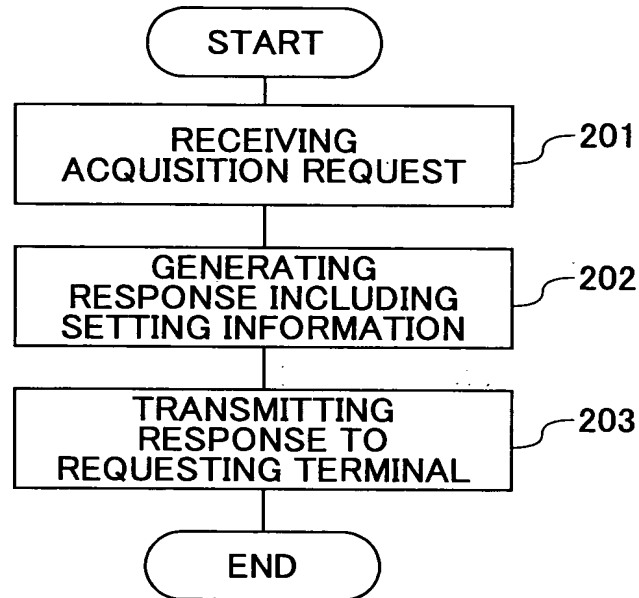 START
RECEIVING
ACQUISITION REQUEST
201
GENERATING
RESPONSE INCLUDING
SETTING INFORMATION
202
TRANSMITTING
RESPONSE TO
REQUESTING TERMINAL
203
END